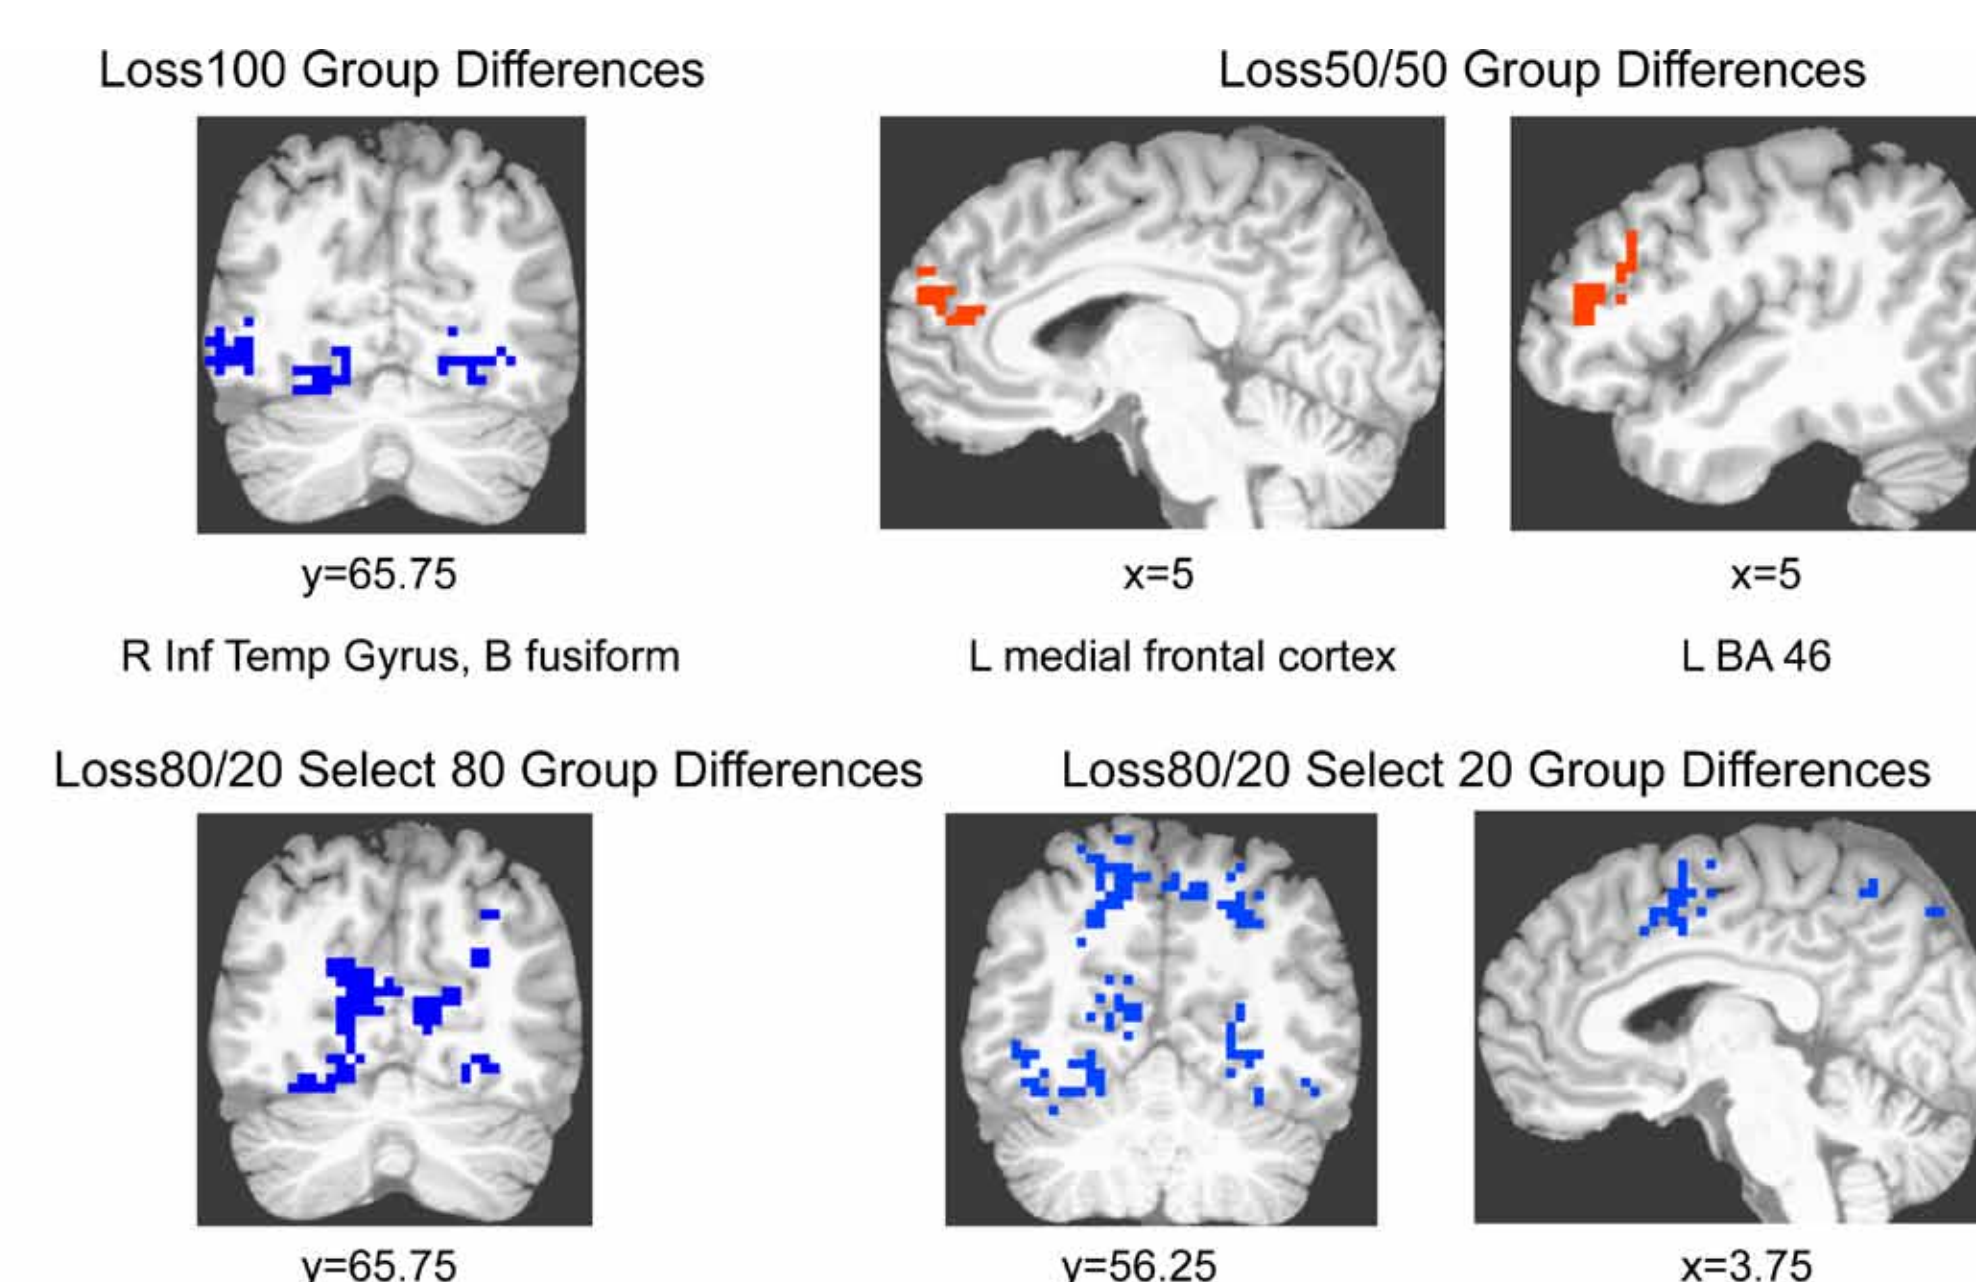 Loss100 Group Differences
Loss50/50 Group Differences
y=65.75
x=5
x=5
R Inf Temp Gyrus, B fusiform
L medial frontal cortex
L BA 46
Loss80/20 Select 80 Group Differences
Loss80/20 Select 20 Group Differences
y=65.75
y=56.25
x=3.75